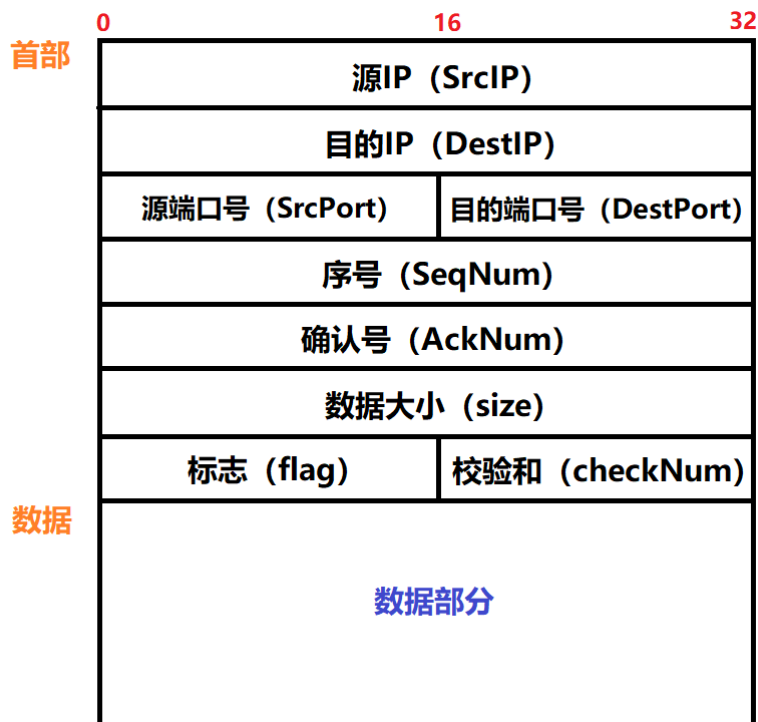 0 16 32
首部
源IP（SrcIP）
目的IP（DestIP）
源端口号（SrcPort） 目的端口号（DestPort）
序号（SeqNum）
确认号（AckNum）
数据大小（size）
标志（flag） 校验和（checkNum）
数据
数据部分